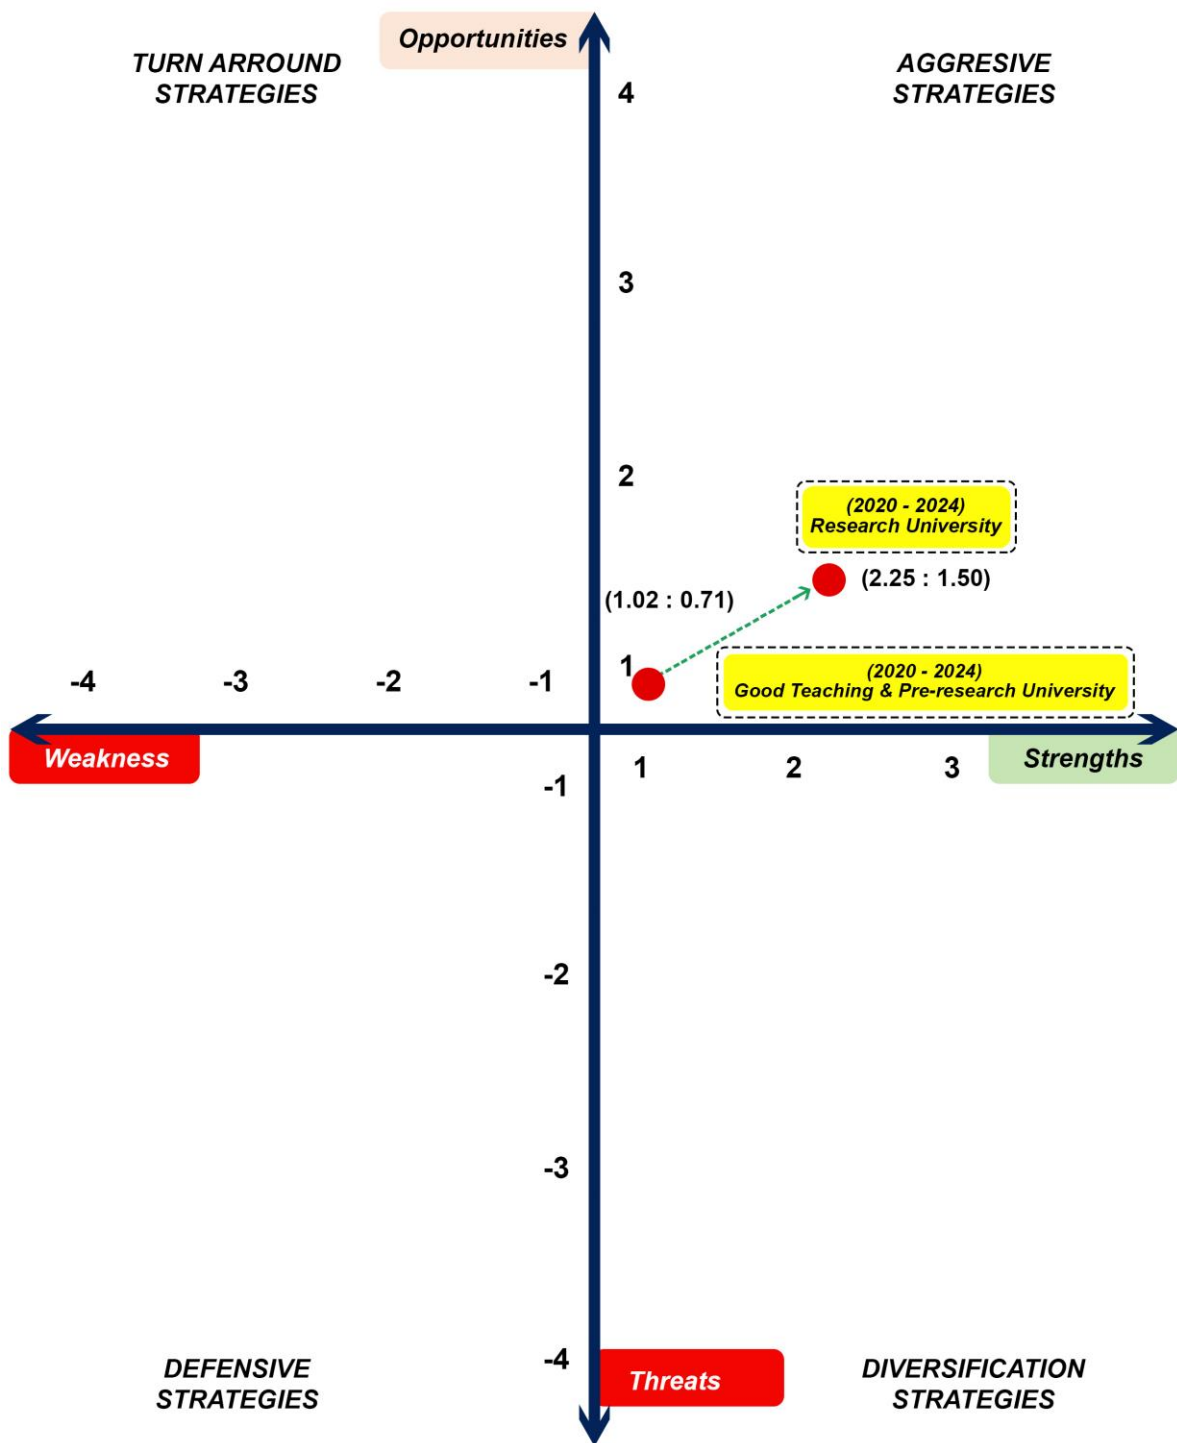 Opportunities
TURN ARROUND
STRATEGIES
AGGRESIVE
STRATEGIES
4
3
2
(2020 - 2024)
Research University
(2.25 : 1.50)
(1.02 : 0.71)
1
(2020 - 2024)
Good Teaching & Pre-research University
-4
-3
-2
-1
Weakness
1
2
3
Strengths
-1
-2
-3
-4
Threats
DEFENSIVE
STRATEGIES
DIVERSIFICATION
STRATEGIES